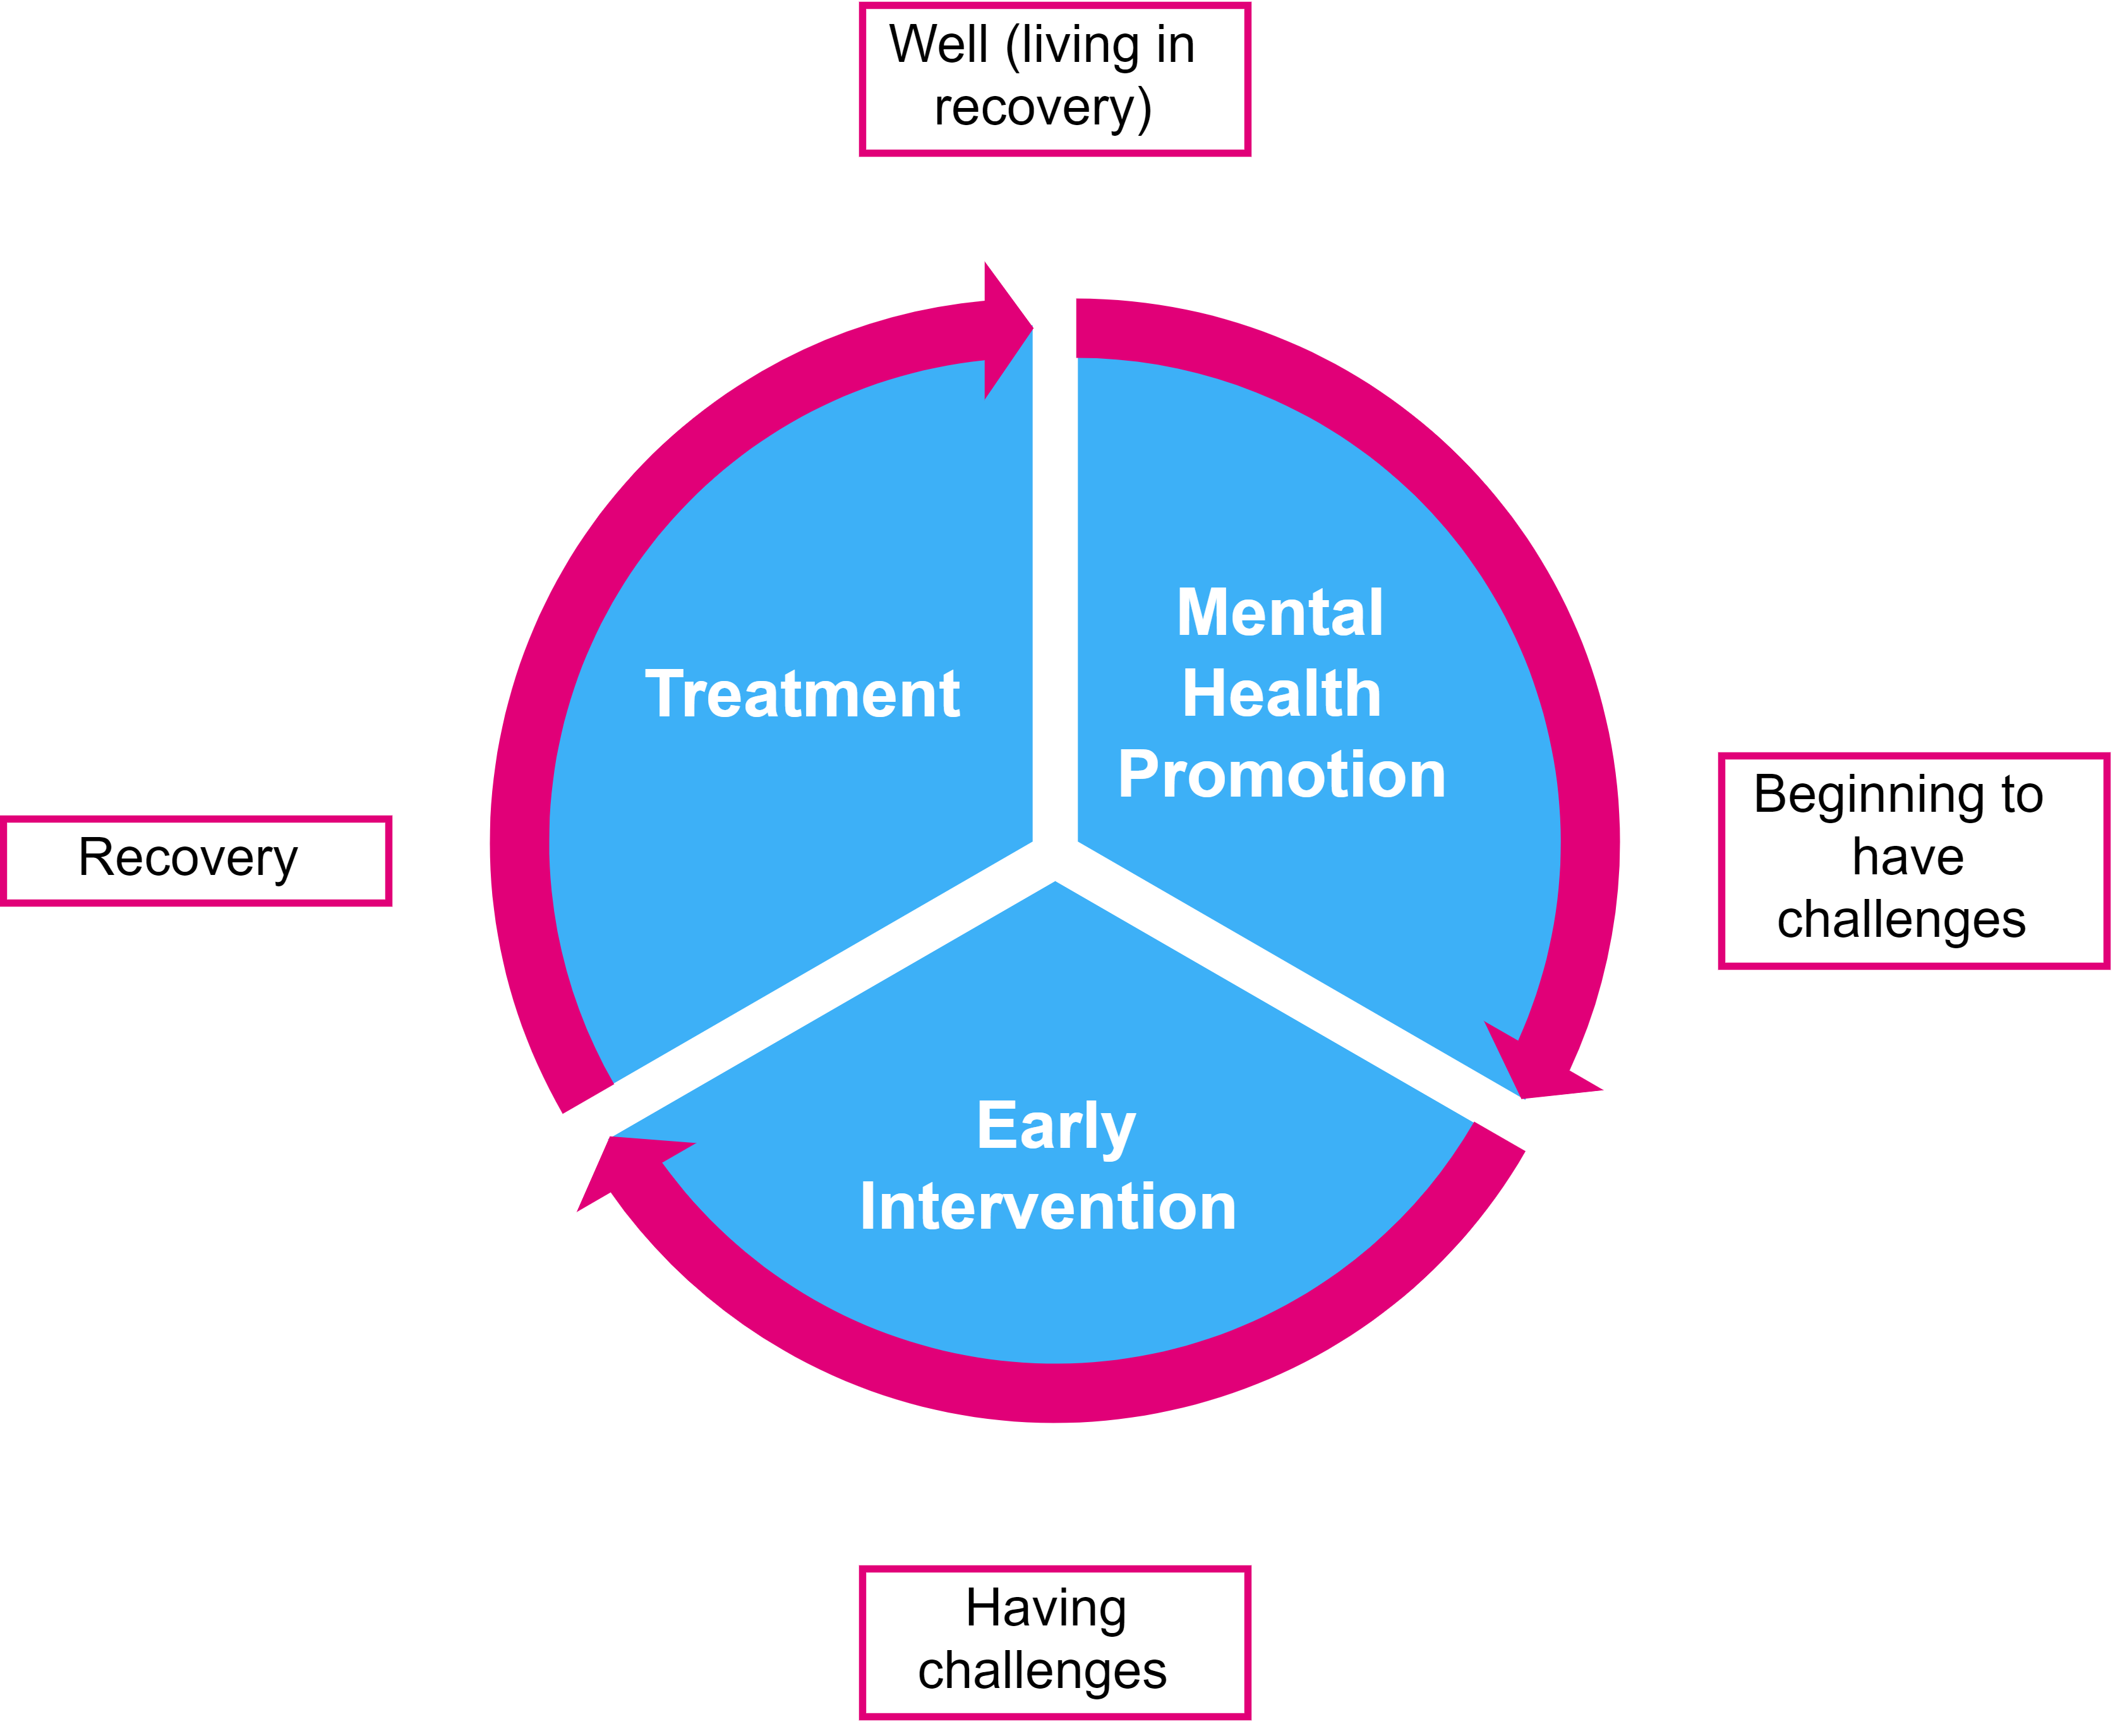 Well (living in
recovery)
Treatment
Mental
Health
Promotion
Recovery
Beginning to
have
challenges
Early
Intervention
Having
challenges